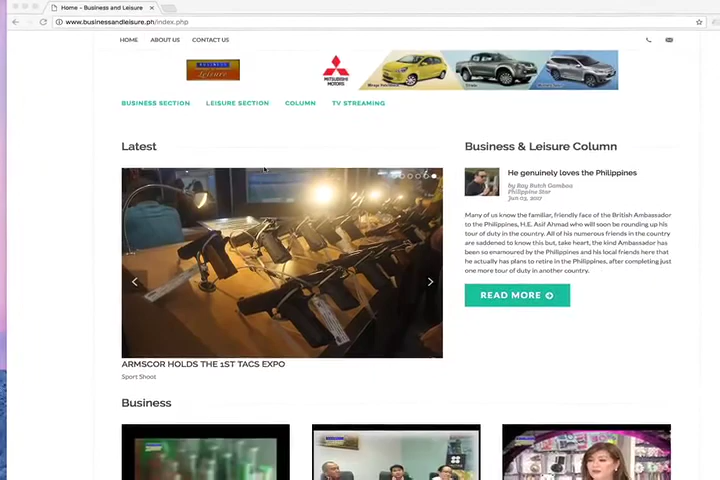 Home - Business and Leisure
www.businessandleisure.ph/index.php
HOME ABOUT US CONTACT US
BUSINESS
Leisure
MITSUBISHI
MOTORS
BUSINESS SECTION LEISURE SECTION COLUMN TV STREAMING
Latest
ARMSCOR HOLDS THE 1ST TACS EXPO
Sport Shoot
Business & Leisure Column
He genuinely loves the Philippines
by Ray Butch Gamboa
Philippine Star
Jun 03, 2017
Many of us know the familiar, friendly face of the British Ambassador
to the Philippines, H.E. Asif Ahmad who will soon be rounding up his
tour of duty in the country. All of his numerous friends in the country
are saddened to know this but, take heart, the kind Ambassador has
been so enamoured by the Philippines and his local friends here that
he actually has plans to retire in the Philippines, after completing just
one more tour of duty in another country.
READ MORE
Business